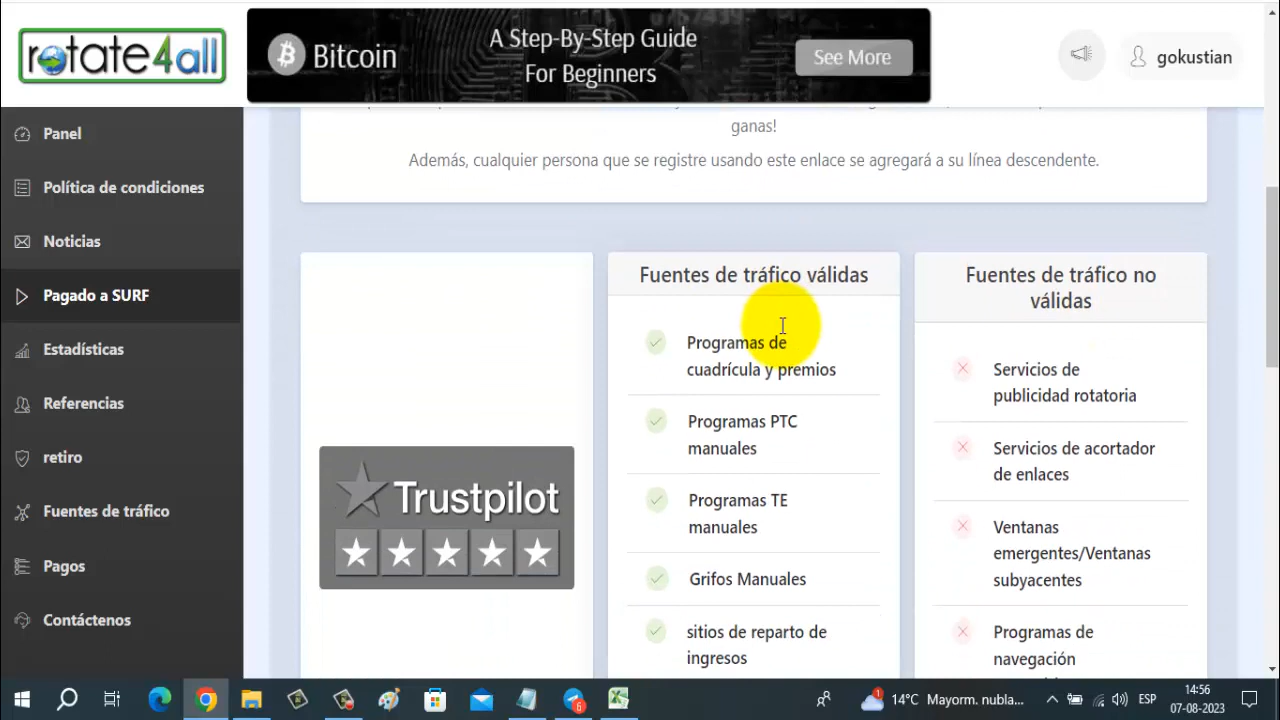 rotate4all
Bitcoin
A Step-By-Step Guide
For Beginners
See More
gokustian
Panel
Política de condiciones
Noticias
Pagado a SURF
Estadísticas
Referencias
retiro
Fuentes de tráfico
Pagos
Contáctenos
ganas!
Además, cualquier persona que se registre usando este enlace se agregará a su línea descendente.
Trustpilot
Fuentes de tráfico válidas
Programas de
cuadrícula y premios
Programas PTC
manuales
Programas TE
manuales
Grifos Manuales
sitios de reparto de
ingresos
Fuentes de tráfico no
válidas
Servicios de
publicidad rotatoria
Servicios de acortador
de enlaces
Ventanas
emergentes/Ventanas
subyacentes
Programas de
navegación
6
1
14°C Mayorm. nubla...
ESP
14:56
07-08-2023